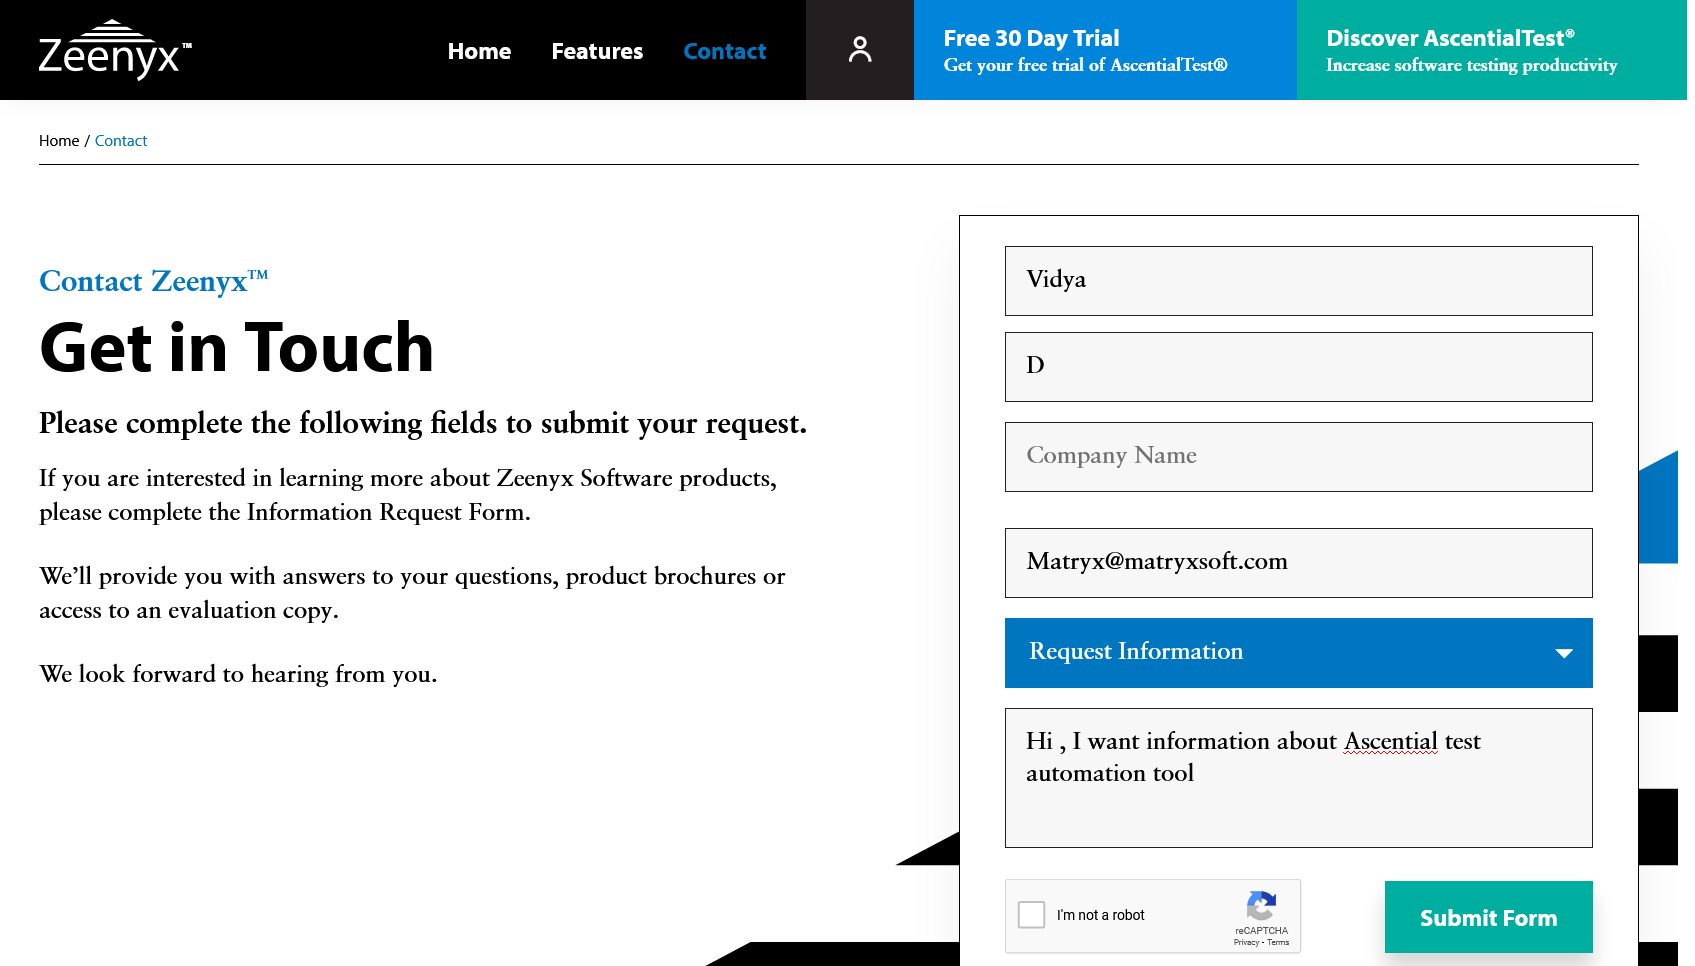 Zeenyx™
Home
Features
Contact
Free 30 Day Trial
Get your free trial of AscentialTest®
Discover AscentialTest®
Increase software testing productivity
Home / Contact
Contact Zeenyx™
Get in Touch
Please complete the following fields to submit your request.
If you are interested in learning more about Zeenyx Software products,
please complete the Information Request Form.
We’ll provide you with answers to your questions, product brochures or
access to an evaluation copy.
We look forward to hearing from you.
Vidya
D
Company Name
Matryx@matryxsoft.com
Request Information
Hi , I want information about Ascential test
automation tool
I'm not a robot
reCAPTCHA
Privacy - Terms
Submit Form